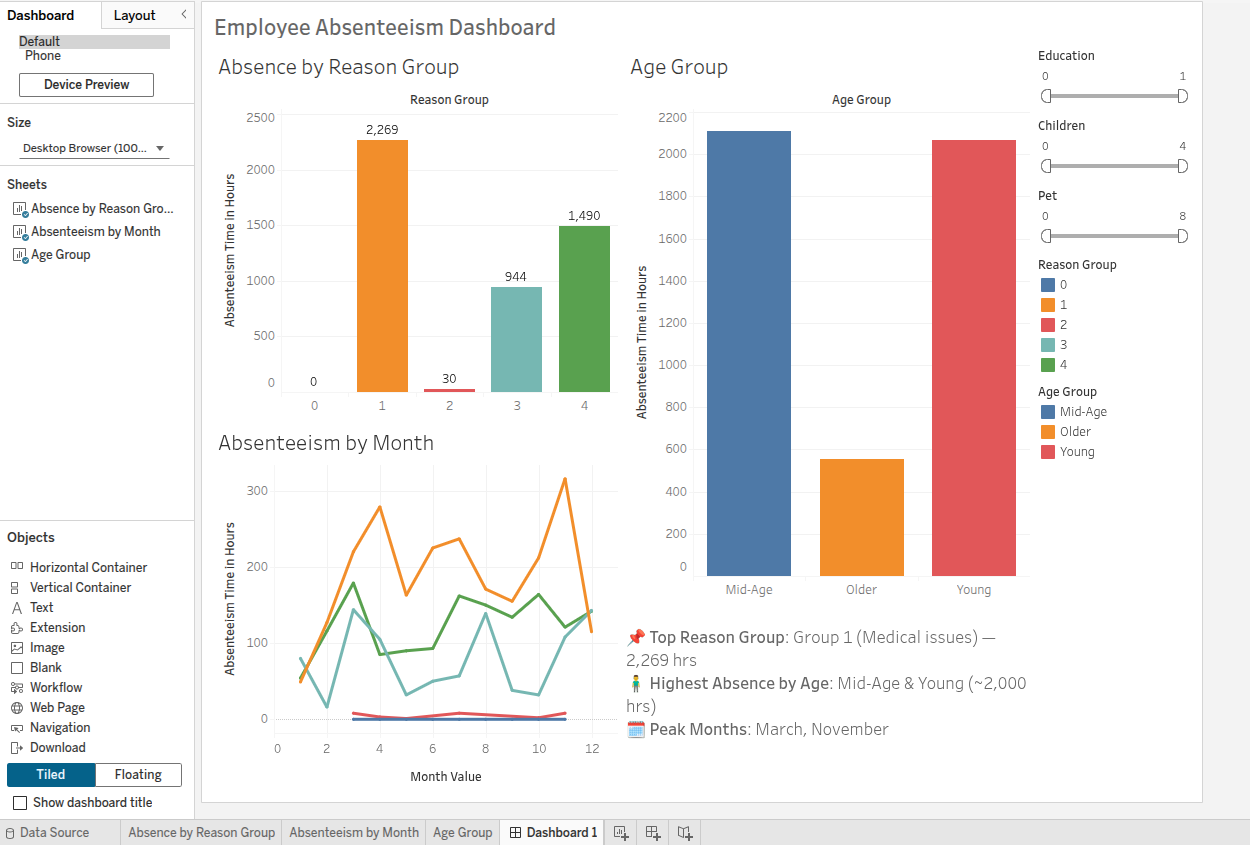 Dashboard
Layout
Default
Phone
Device Preview
Size
Desktop Browser (100...
Sheets
Absence by Reason Gro...
Absenteeism by Month
Age Group
Objects
Horizontal Container
Vertical Container
Text
Extension
Image
Blank
Workflow
Web Page
Navigation
Download
Tiled
Floating
Show dashboard title
Employee Absenteeism Dashboard
Absence by Reason Group
Reason Group
Absenteeism Time in Hours
2500
2000
1500
1000
500
0
0
2,269
30
944
1,490
0
1
2
3
4
Absenteeism by Month
Absenteeism Time in Hours
300
200
100
0
0
2
4
6
8
10
12
Month Value
Age Group
Age Group
Absenteeism Time in Hours
2200
2000
1800
1600
1400
1200
1000
800
600
400
200
0
Mid-Age
Older
Young
📌 Top Reason Group: Group 1 (Medical issues) —
2,269 hrs
🧍‍♂️ Highest Absence by Age: Mid-Age & Young (~2,000
hrs)
🗓️ Peak Months: March, November
Education
0 1
Children
0 4
Pet
0 8
Reason Group
0
1
2
3
4
Age Group
Mid-Age
Older
Young
Data Source
Absence by Reason Group
Absenteeism by Month
Age Group
Dashboard 1